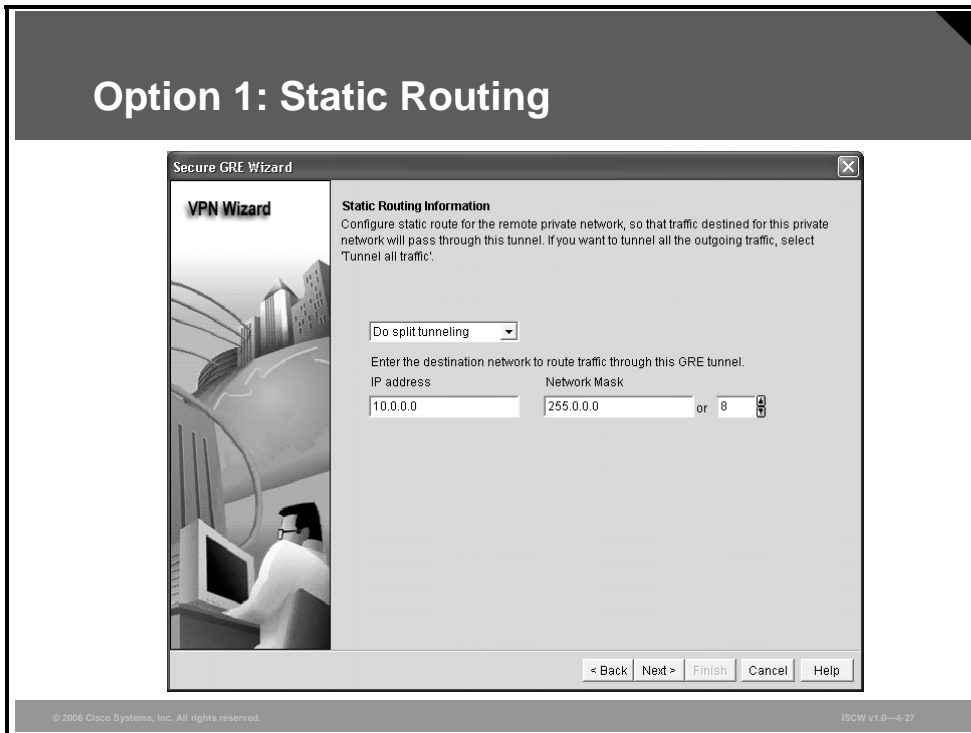 Option 1: Static Routing
Secure GRE Wizard
VPN Wizard
Static Routing Information
Configure static route for the remote private network, so that traffic destined for this private
network will pass through this tunnel. If you want to tunnel all the outgoing traffic, select
'Tunnel all traffic'.
Do split tunneling
Enter the destination network to route traffic through this GRE tunnel.
IP address Network Mask
10.0.0.0 255.0.0.0 or 8
< Back Next > Finish Cancel Help
© 2006 Cisco Systems, Inc. All rights reserved. ISCW v1.0—4-27